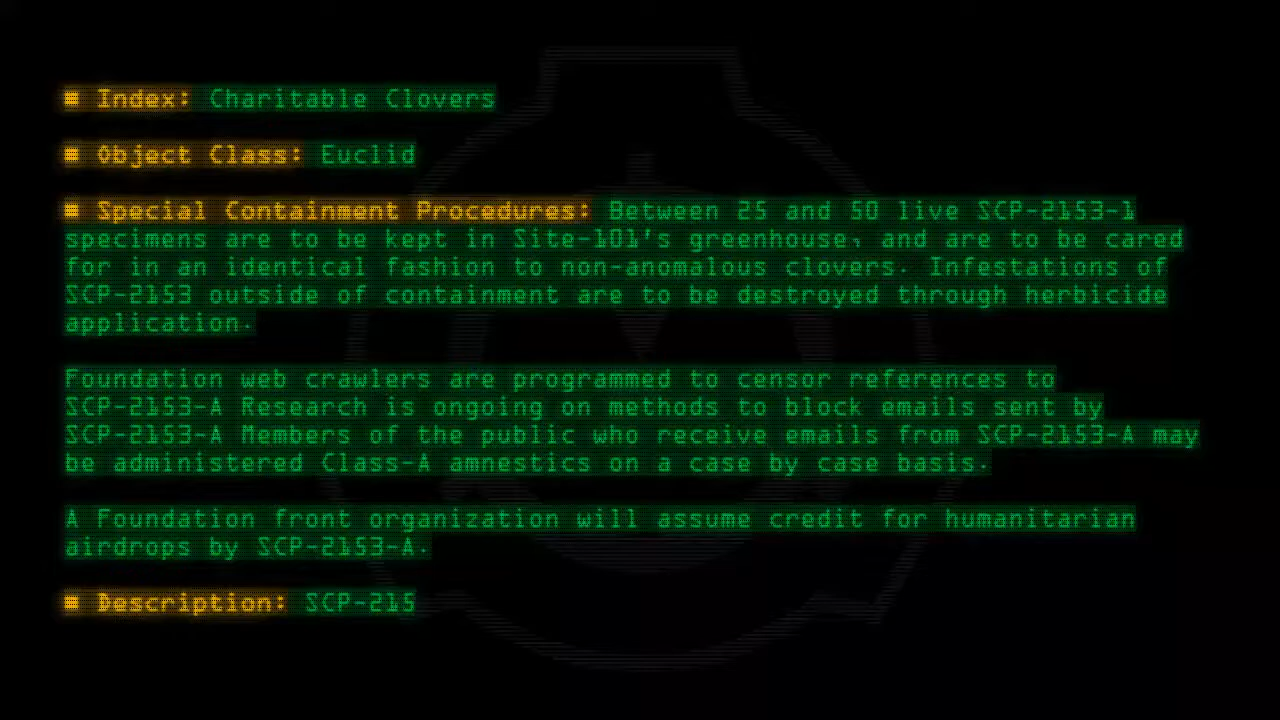 ■ Index: Charitable Clovers
■ Object Class: Euclid
■ Special Containment Procedures: Between 25 and 50 live SCP-2153-1
specimens are to be kept in Site-101's greenhouse, and are to be cared
for in an identical fashion to non-anomalous clovers. Infestations of
SCP-2153 outside of containment are to be destroyed through herbicide
application.
Foundation web crawlers are programmed to censor references to
SCP-2153-A Research is ongoing on methods to block emails sent by
SCP-2153-A Members of the public who receive emails from SCP-2153-A may
be administered Class-A amnestics on a case by case basis.
A Foundation front organization will assume credit for humanitarian
airdrops by SCP-2153-A.
■ Description: SCP-215